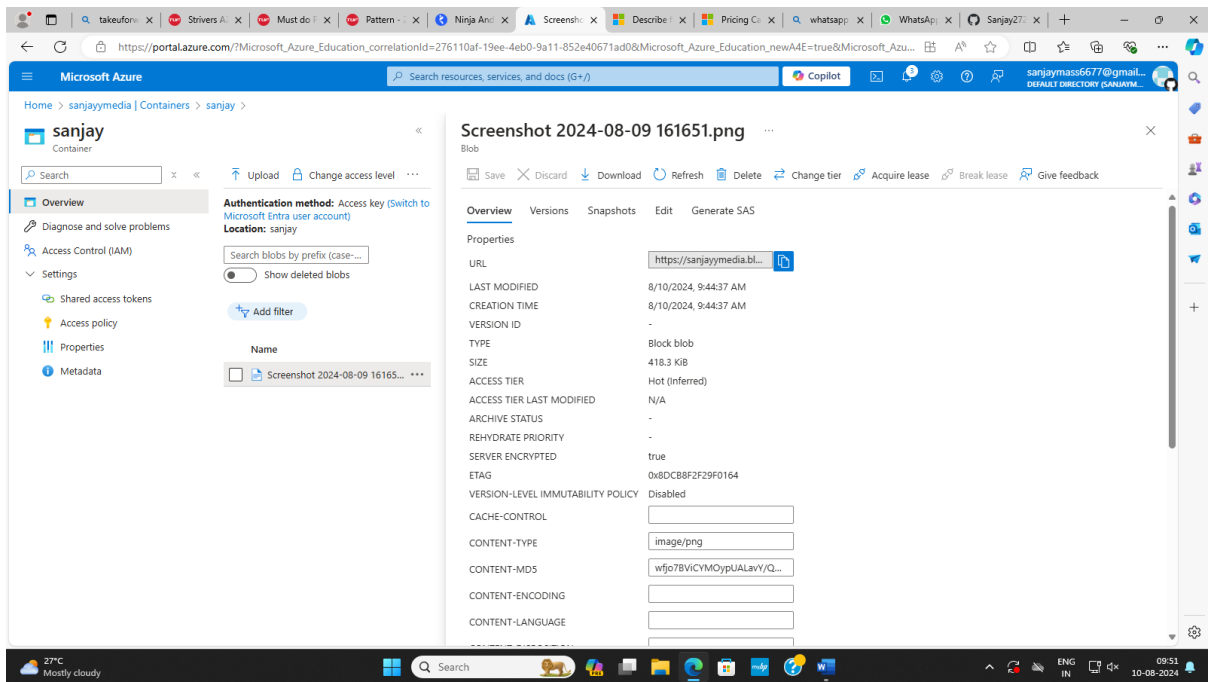 takeuforw
Strivers A2
Must do P
Pattern - 2
Ninja And
Screensho
Describe f
Pricing Ca
whatsapp
WhatsApp
Sanjay27
https://portal.azure.com/?Microsoft_Azure_Education_correlationId=276110af-19ee-4eb0-9a11-852e40671ad0&Microsoft_Azure_Education_newA4E=true&Microsoft_Azu...
Microsoft Azure
Search resources, services, and docs (G+/)
Copilot
3
sanjaymass6677@gmail...
DEFAULT DIRECTORY (SANJAYM...
Home > sanjayymedia | Containers > sanjay >
sanjay
Container
Search
Overview
Diagnose and solve problems
Access Control (IAM)
Settings
Shared access tokens
Access policy
Properties
Metadata
Upload
Change access level
Authentication method: Access key (Switch to
Microsoft Entra user account)
Location: sanjay
Search blobs by prefix (case-...
Show deleted blobs
Add filter
Name
Screenshot 2024-08-09 16165...
Screenshot 2024-08-09 161651.png
Blob
Save
Discard
Download
Refresh
Delete
Change tier
Acquire lease
Break lease
Give feedback
Overview
Versions
Snapshots
Edit
Generate SAS
Properties
URL https://sanjayymedia.bl...
LAST MODIFIED 8/10/2024, 9:44:37 AM
CREATION TIME 8/10/2024, 9:44:37 AM
VERSION ID -
TYPE Block blob
SIZE 418.3 KiB
ACCESS TIER Hot (Inferred)
ACCESS TIER LAST MODIFIED N/A
ARCHIVE STATUS -
REHYDRATE PRIORITY -
SERVER ENCRYPTED true
ETAG 0x8DCB8F2F29F0164
VERSION-LEVEL IMMUTABILITY POLICY Disabled
CACHE-CONTROL
CONTENT-TYPE image/png
CONTENT-MD5 wfjo7BViCYMOypUALavY/Q...
CONTENT-ENCODING
CONTENT-LANGUAGE
27°C
Mostly cloudy
Search
ENG
IN
09:51
10-08-2024